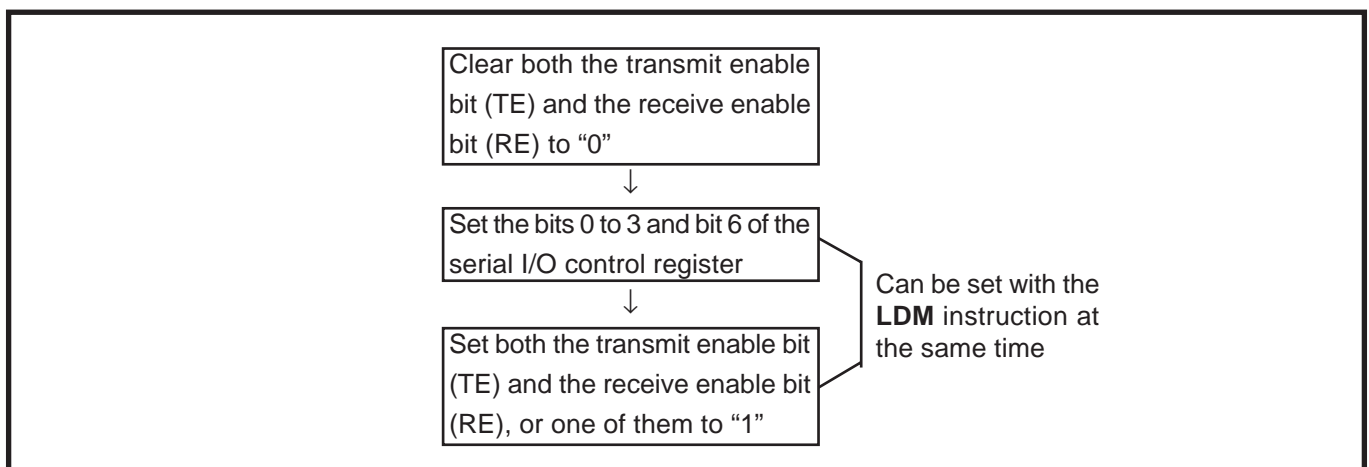 Clear both the transmit enable
bit (TE) and the receive enable
bit (RE) to “0”
↓
Set the bits 0 to 3 and bit 6 of the
serial I/O control register
↓
Set both the transmit enable bit
(TE) and the receive enable bit
(RE), or one of them to “1”
Can be set with the
LDM instruction at
the same time